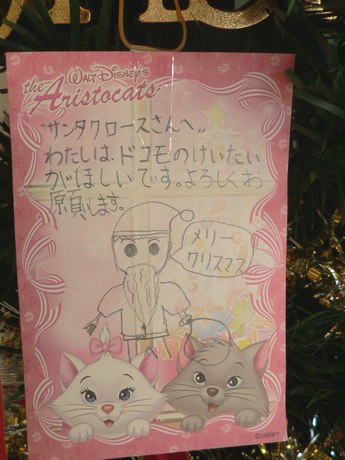 WALT DISNEY'S
the Aristocats
"サンタクロースさんへ"
わたしは、ドコモのけいたい
がほしいです。よろしくお
原頁します。
メリー
クリスマス
©DISNEY